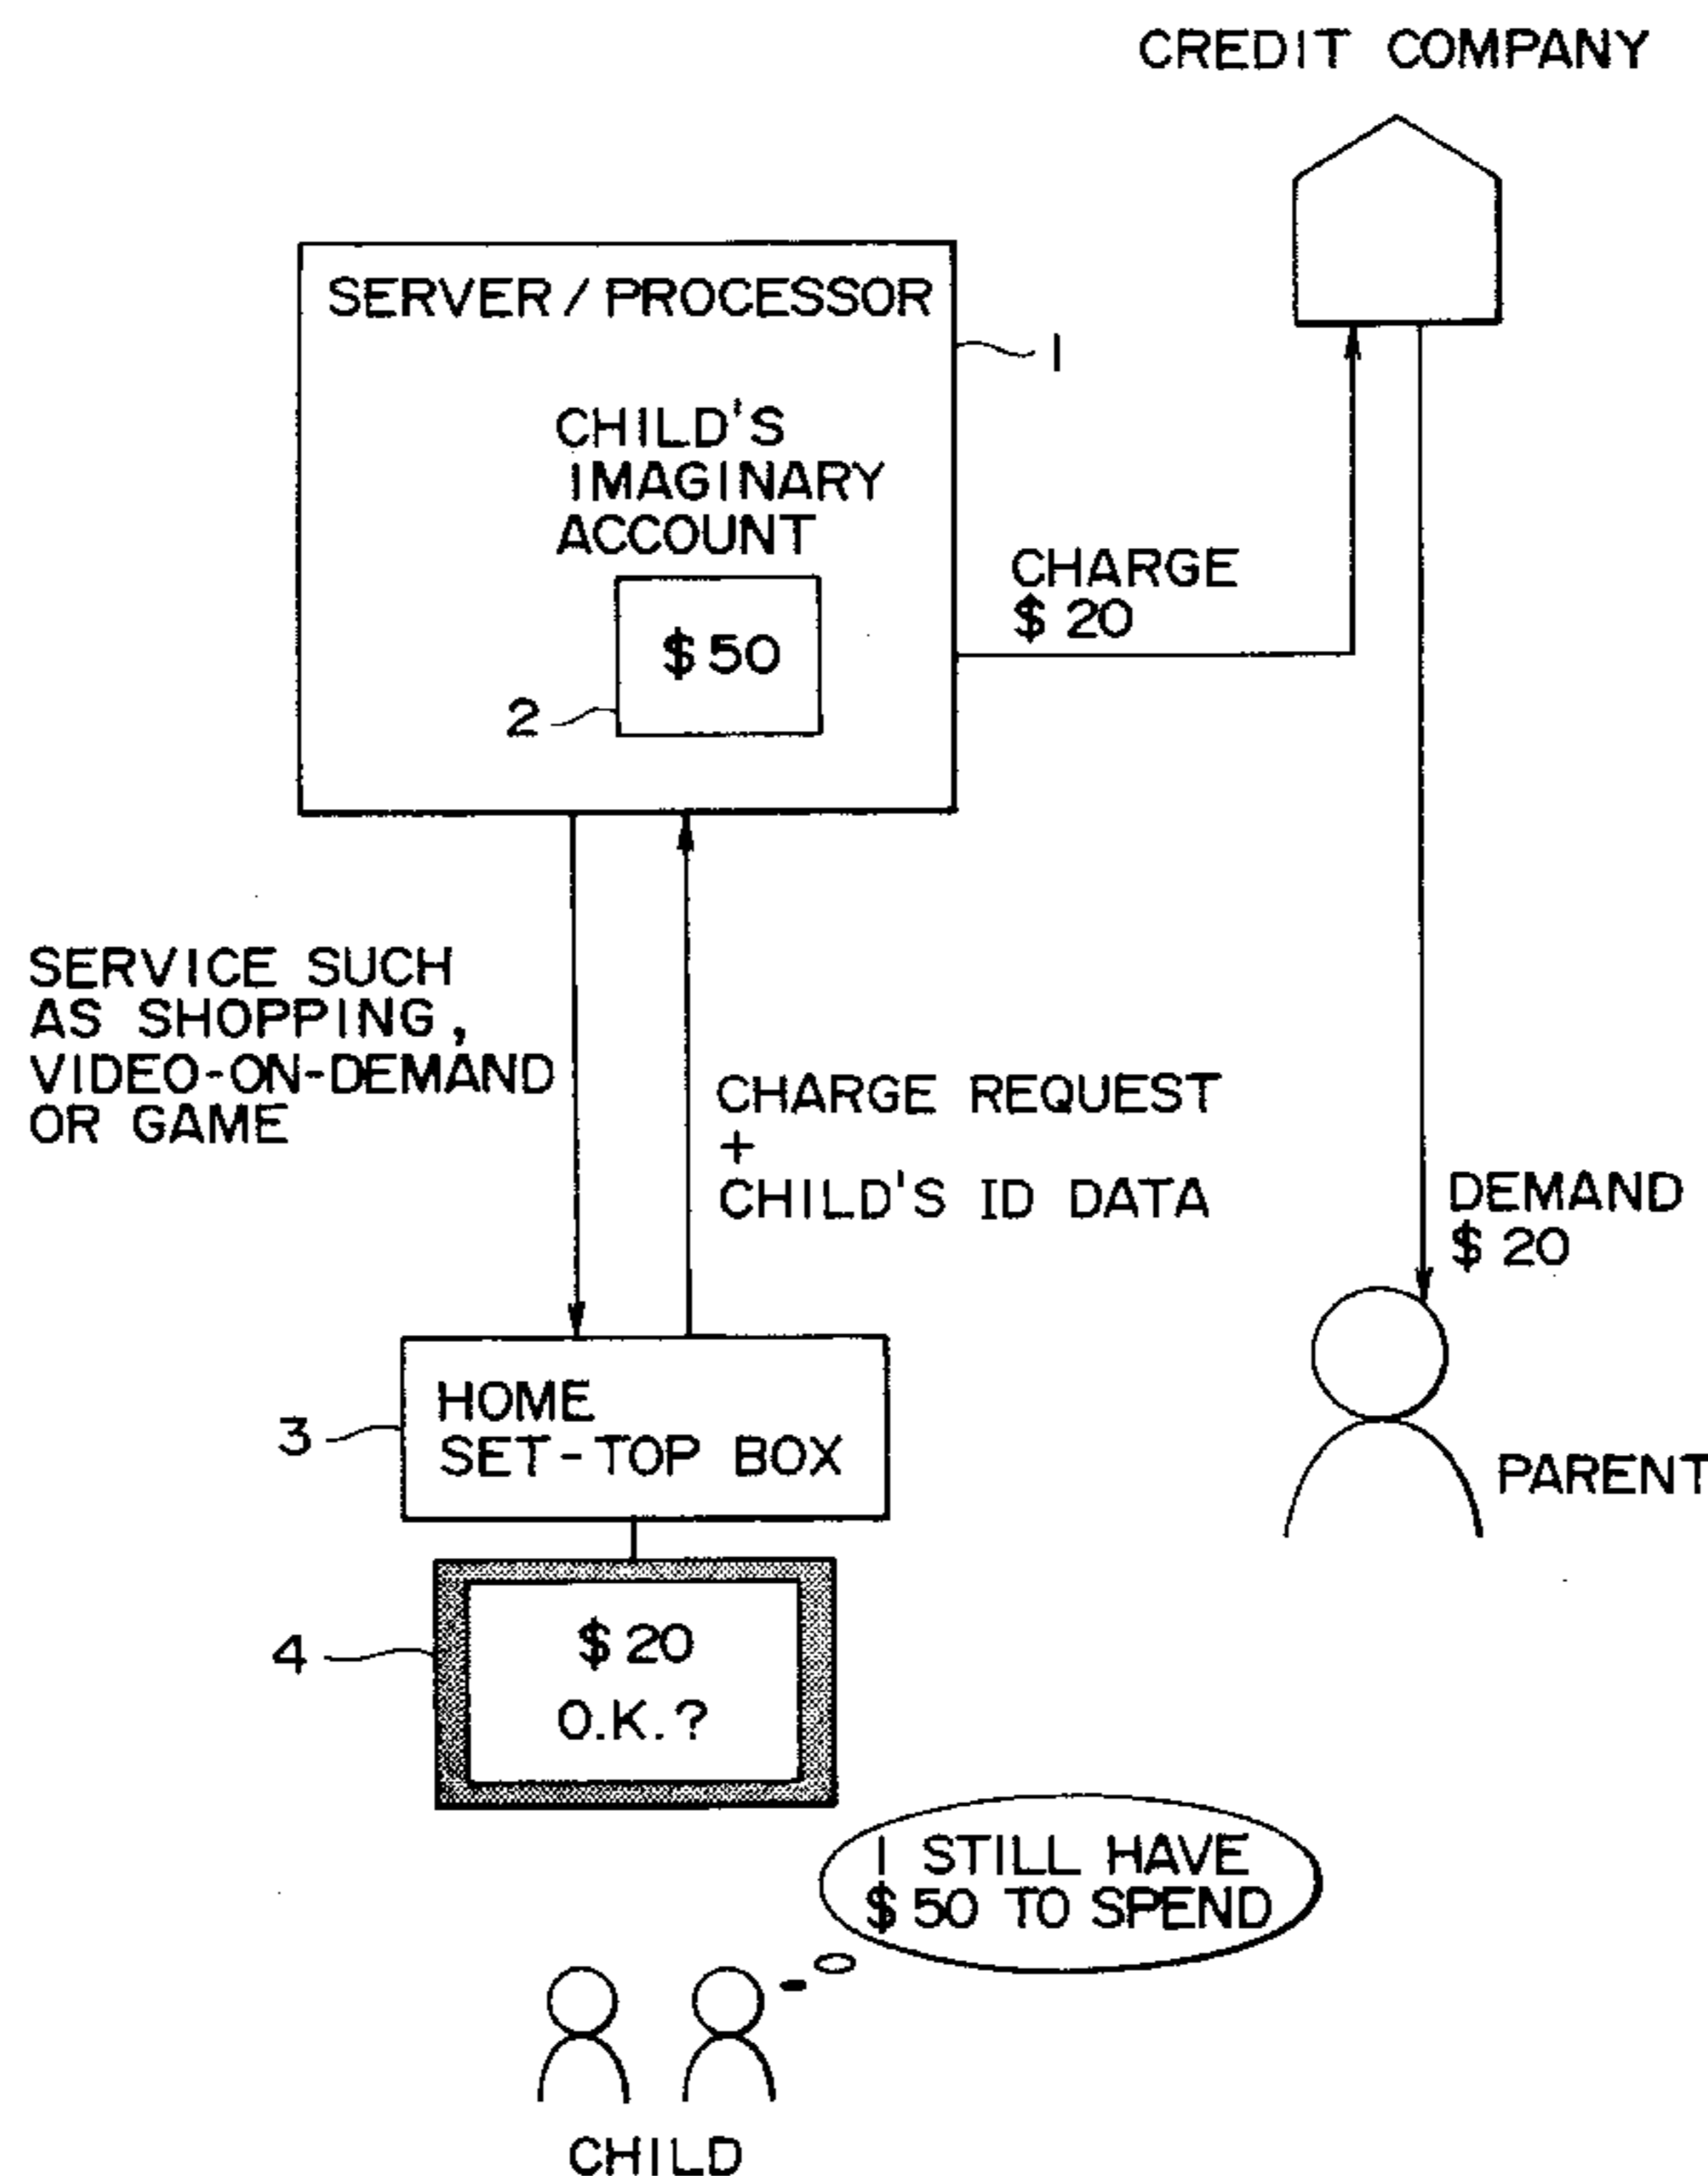 CREDIT COMPANY
SERVER / PROCESSOR
1
CHILD'S
IMAGINARY
ACCOUNT
$50
2
CHARGE
$20
SERVICE SUCH
AS SHOPPING,
VIDEO-ON-DEMAND
OR GAME
CHARGE REQUEST
+
CHILD'S ID DATA
DEMAND
$20
HOME
SET-TOP BOX
3
PARENT
$20
O.K.?
4
I STILL HAVE
$50 TO SPEND
CHILD